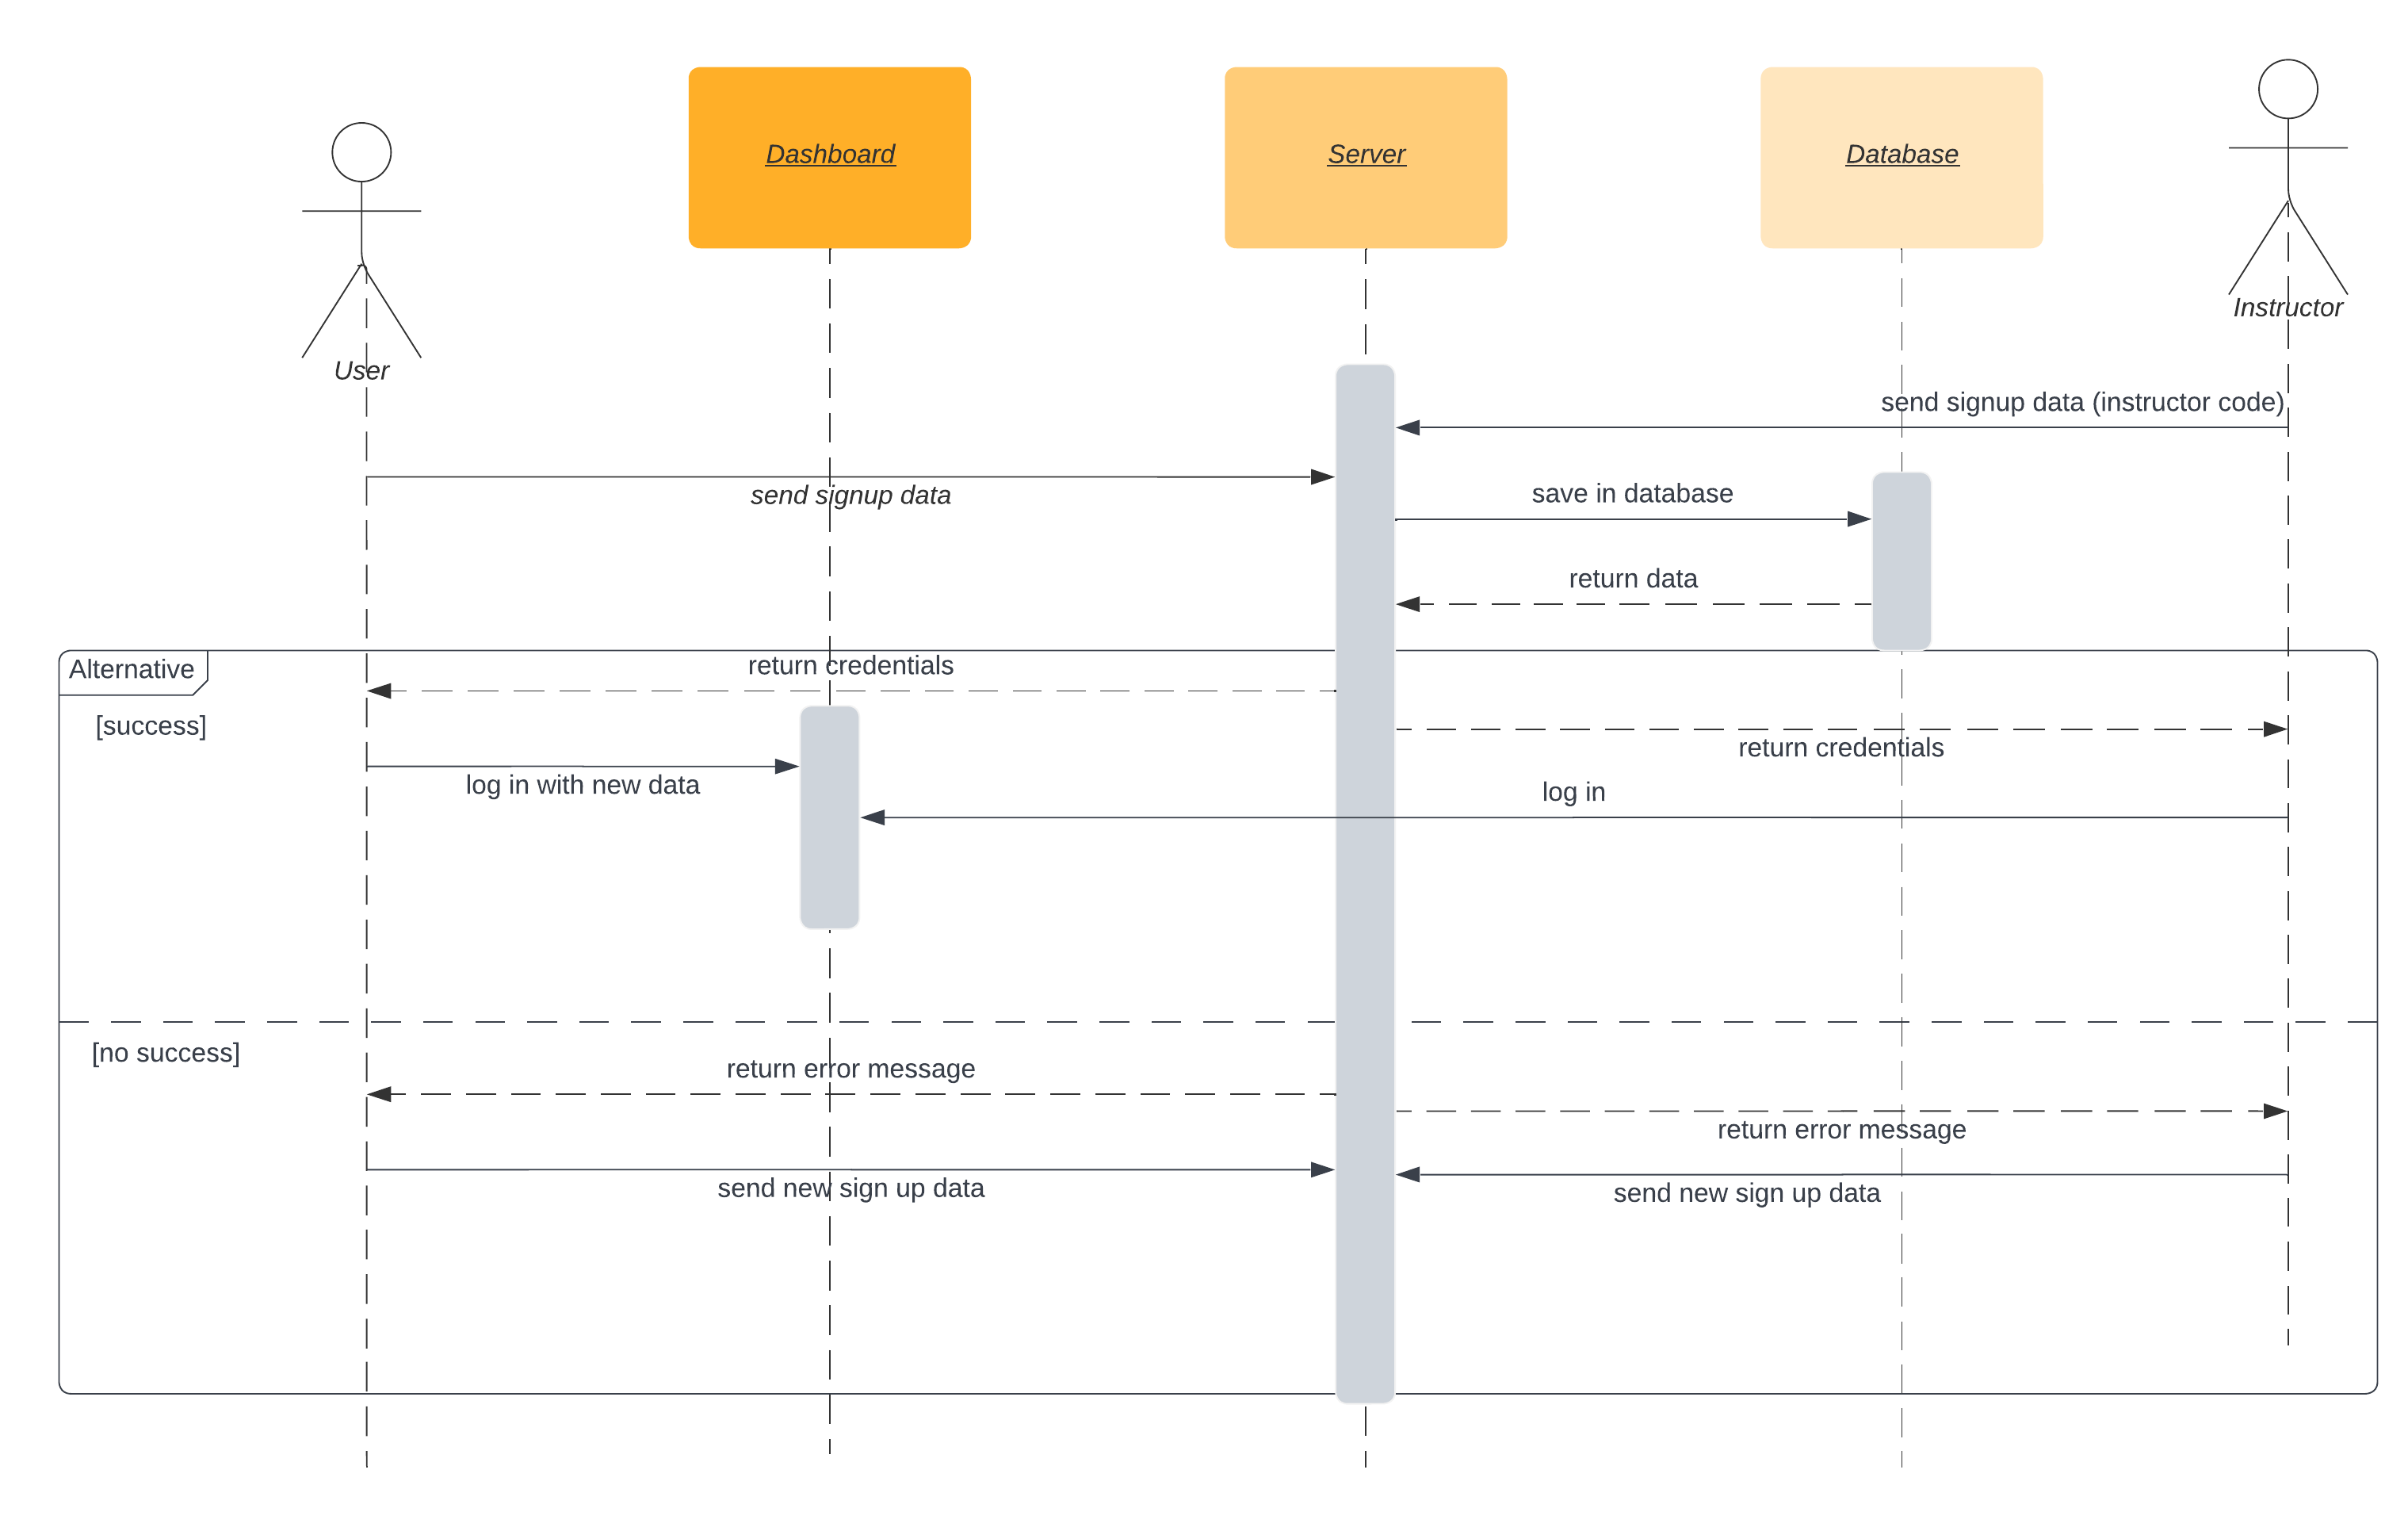 Dashboard
Server
Database
Instructor
User
send signup data (instructor code)
send signup data
save in database
return data
Alternative
return credentials
[success]
return credentials
log in with new data
log in
[no success]
return error message
return error message
send new sign up data
send new sign up data